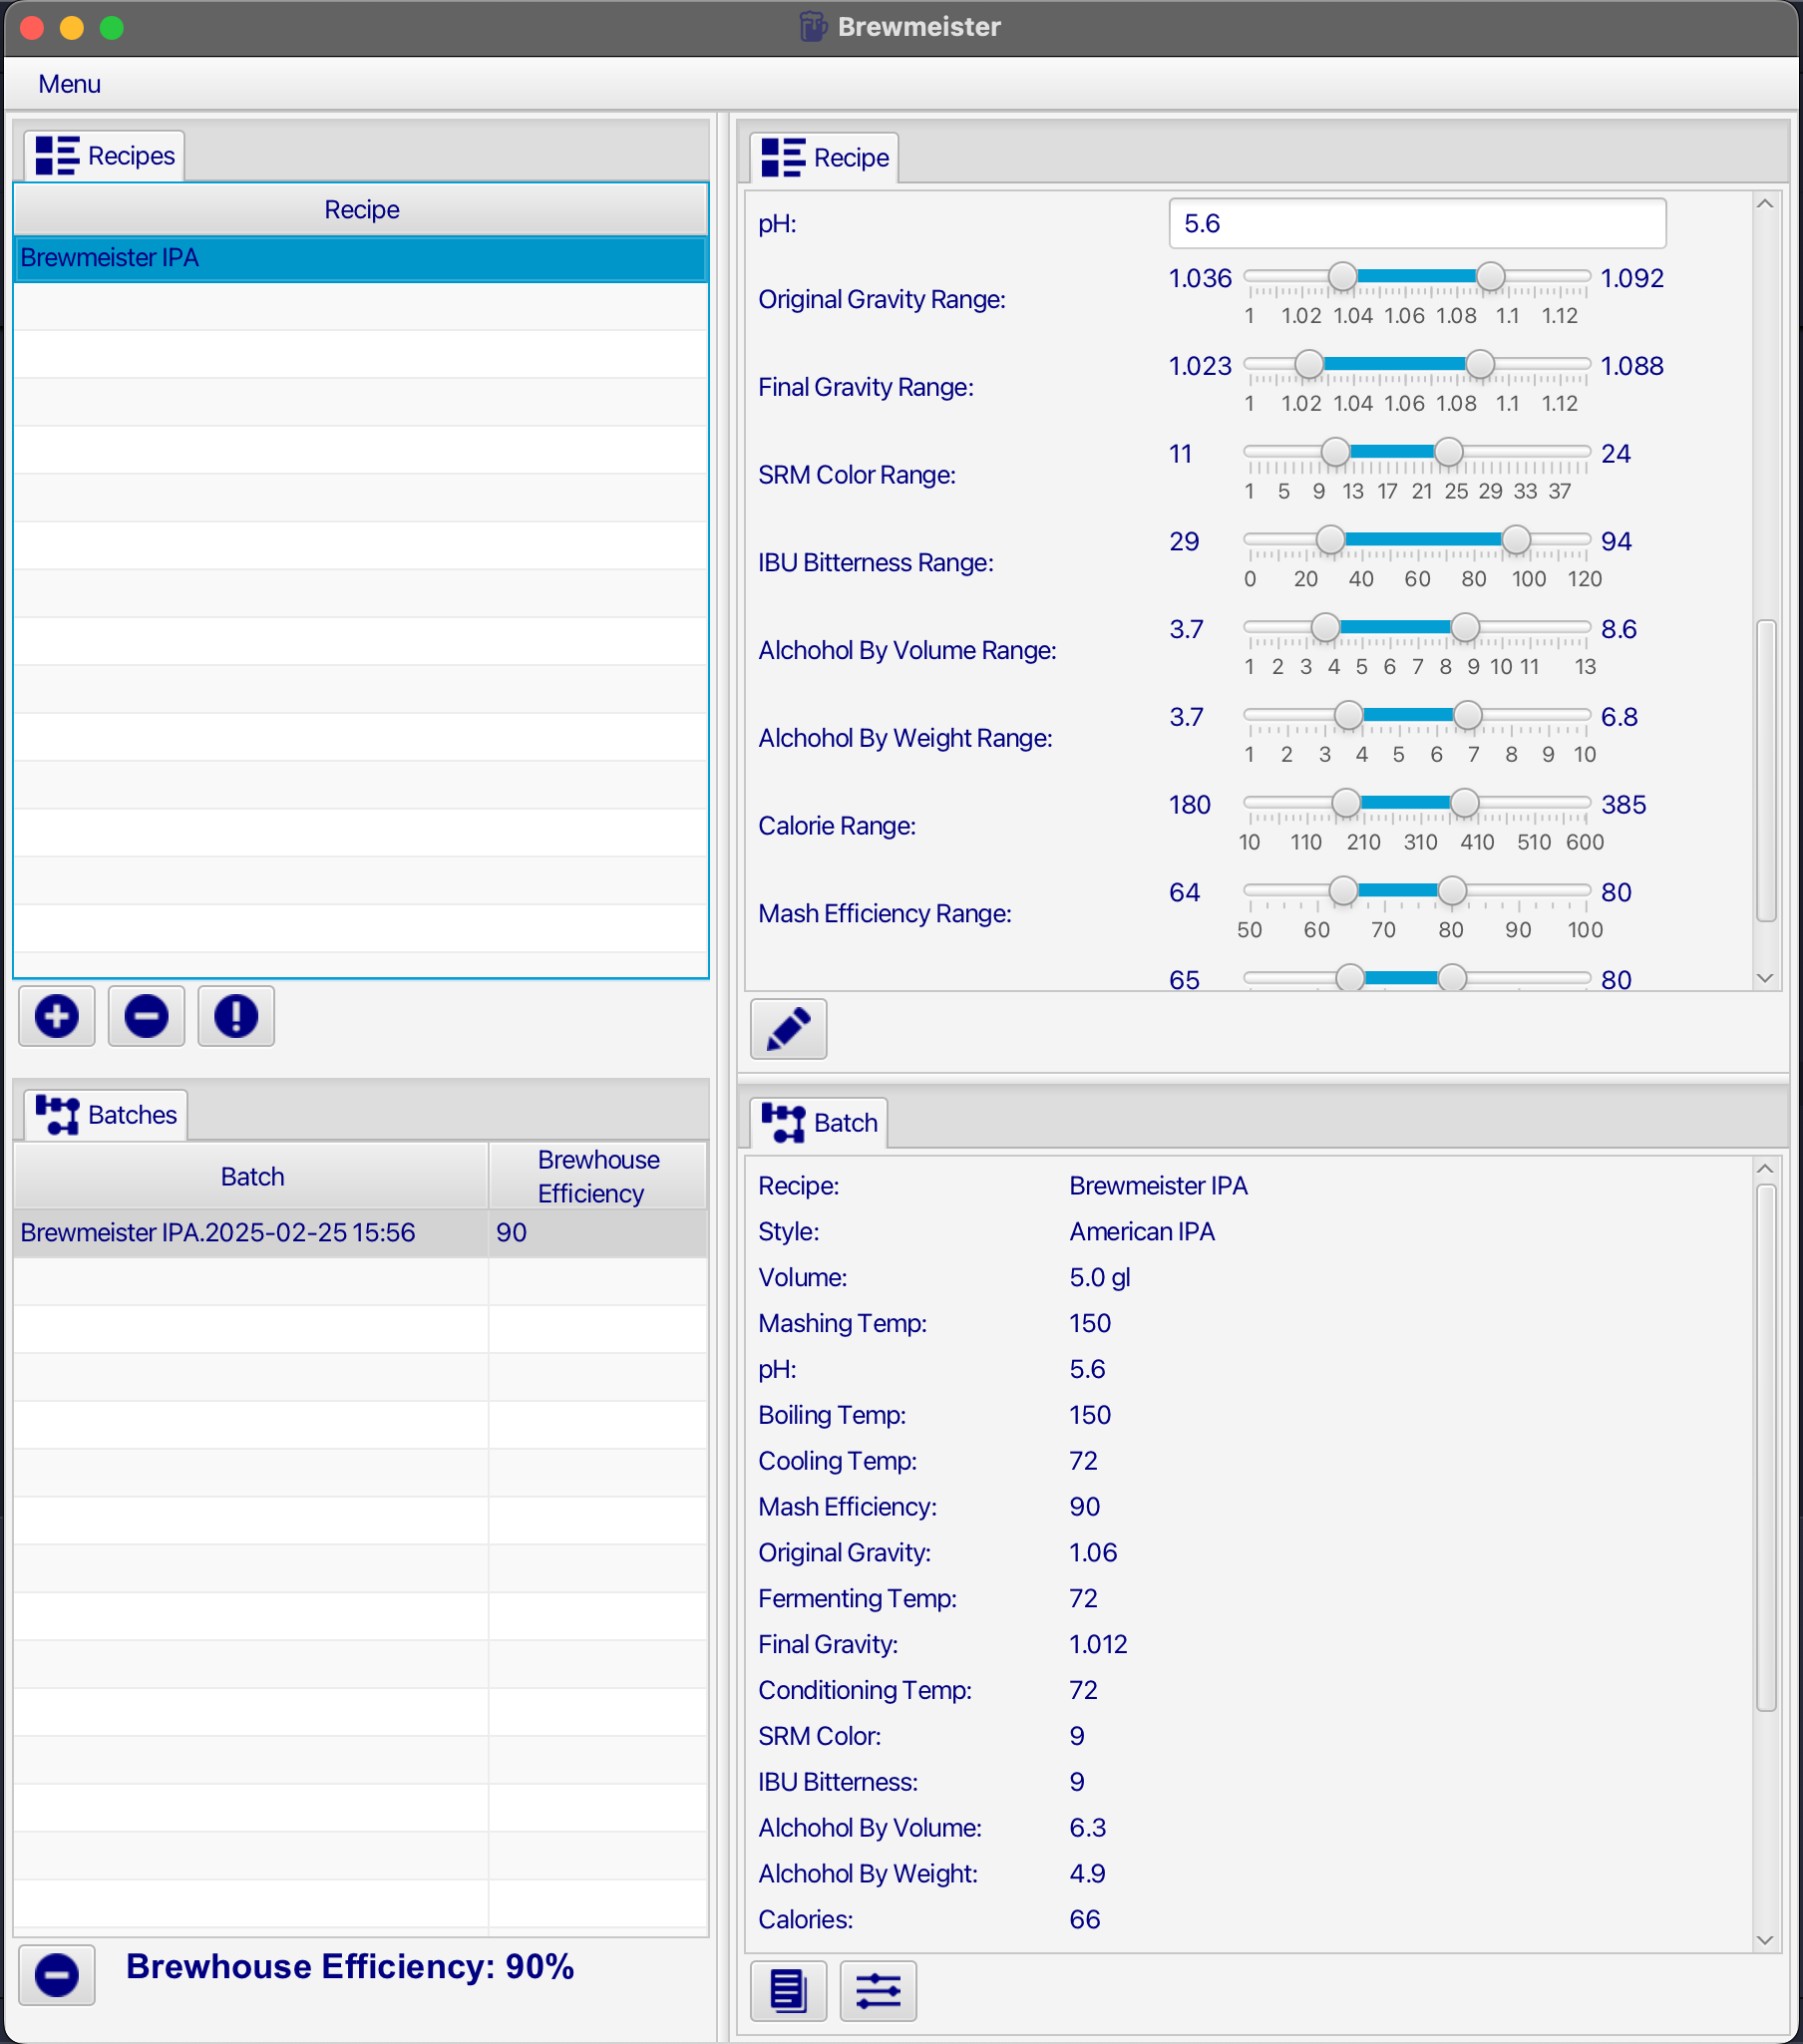 Brewmeister
Menu
Recipes
Recipe
Brewmeister IPA
Batches
Batch
Brewhouse
Efficiency
Brewmeister IPA.2025-02-25 15:56
90
Brewhouse Efficiency: 90%
Recipe
pH:
5.6
Original Gravity Range:
1.036
1.092
1 1.02 1.04 1.06 1.08 1.1 1.12
Final Gravity Range:
1.023
1.088
1 1.02 1.04 1.06 1.08 1.1 1.12
SRM Color Range:
11
24
1 5 9 13 17 21 25 29 33 37
IBU Bitterness Range:
29
94
0 20 40 60 80 100 120
Alchohol By Volume Range:
3.7
8.6
1 2 3 4 5 6 7 8 9 10 11 13
Alchohol By Weight Range:
3.7
6.8
1 2 3 4 5 6 7 8 9 10
Calorie Range:
180
385
10 110 210 310 410 510 600
Mash Efficiency Range:
64
80
50 60 70 80 90 100
65
80
Batch
Recipe: Brewmeister IPA
Style: American IPA
Volume: 5.0 gl
Mashing Temp: 150
pH: 5.6
Boiling Temp: 150
Cooling Temp: 72
Mash Efficiency: 90
Original Gravity: 1.06
Fermenting Temp: 72
Final Gravity: 1.012
Conditioning Temp: 72
SRM Color: 9
IBU Bitterness: 9
Alchohol By Volume: 6.3
Alchohol By Weight: 4.9
Calories: 66